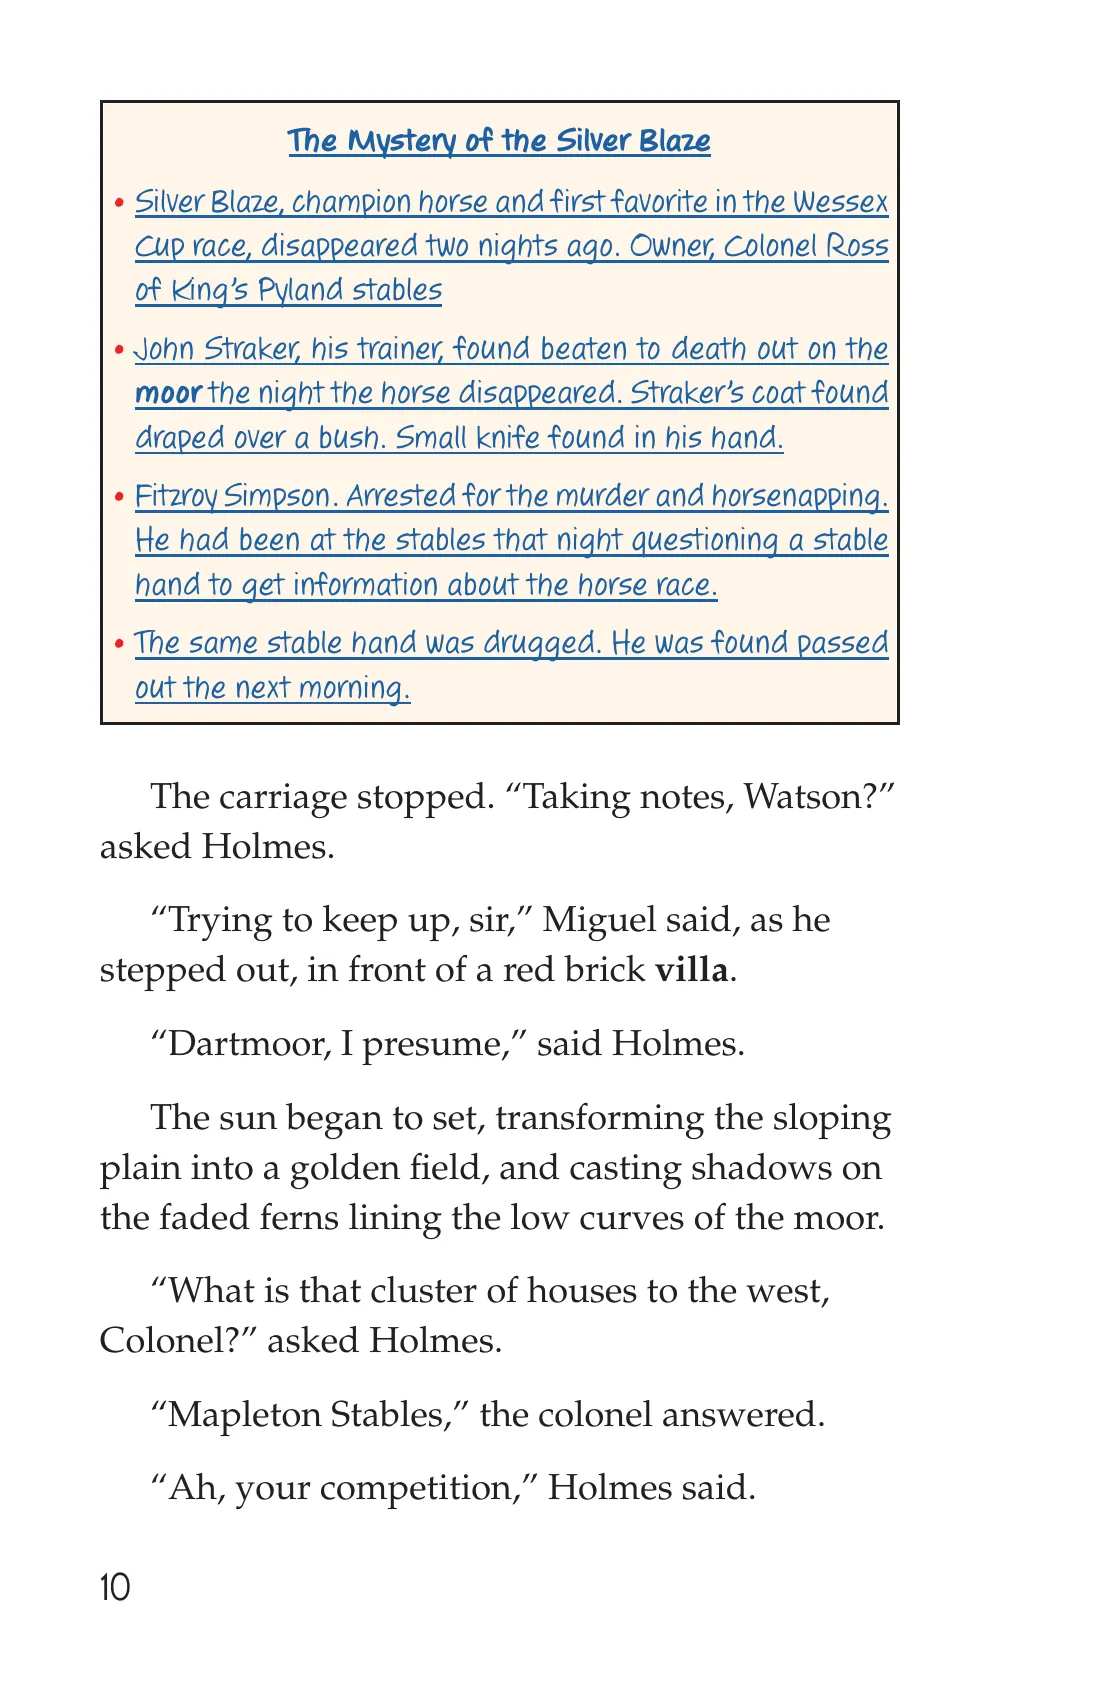 The Mystery of the Silver Blaze
• Silver Blaze, champion horse and first favorite in the Wessex
Cup race, disappeared two nights ago. Owner, Colonel Ross
of King’s Pyland stables
• John Straker, his trainer, found beaten to death out on the
moor the night the horse disappeared. Straker’s coat found
draped over a bush. Small knife found in his hand.
• Fitzroy Simpson. Arrested for the murder and horsenapping.
He had been at the stables that night questioning a stable
hand to get information about the horse race.
• The same stable hand was drugged. He was found passed
out the next morning.
The carriage stopped. “Taking notes, Watson?”
asked Holmes.
“Trying to keep up, sir,” Miguel said, as he
stepped out, in front of a red brick villa.
“Dartmoor, I presume,” said Holmes.
The sun began to set, transforming the sloping
plain into a golden field, and casting shadows on
the faded ferns lining the low curves of the moor.
“What is that cluster of houses to the west,
Colonel?” asked Holmes.
“Mapleton Stables,” the colonel answered.
“Ah, your competition,” Holmes said.
10